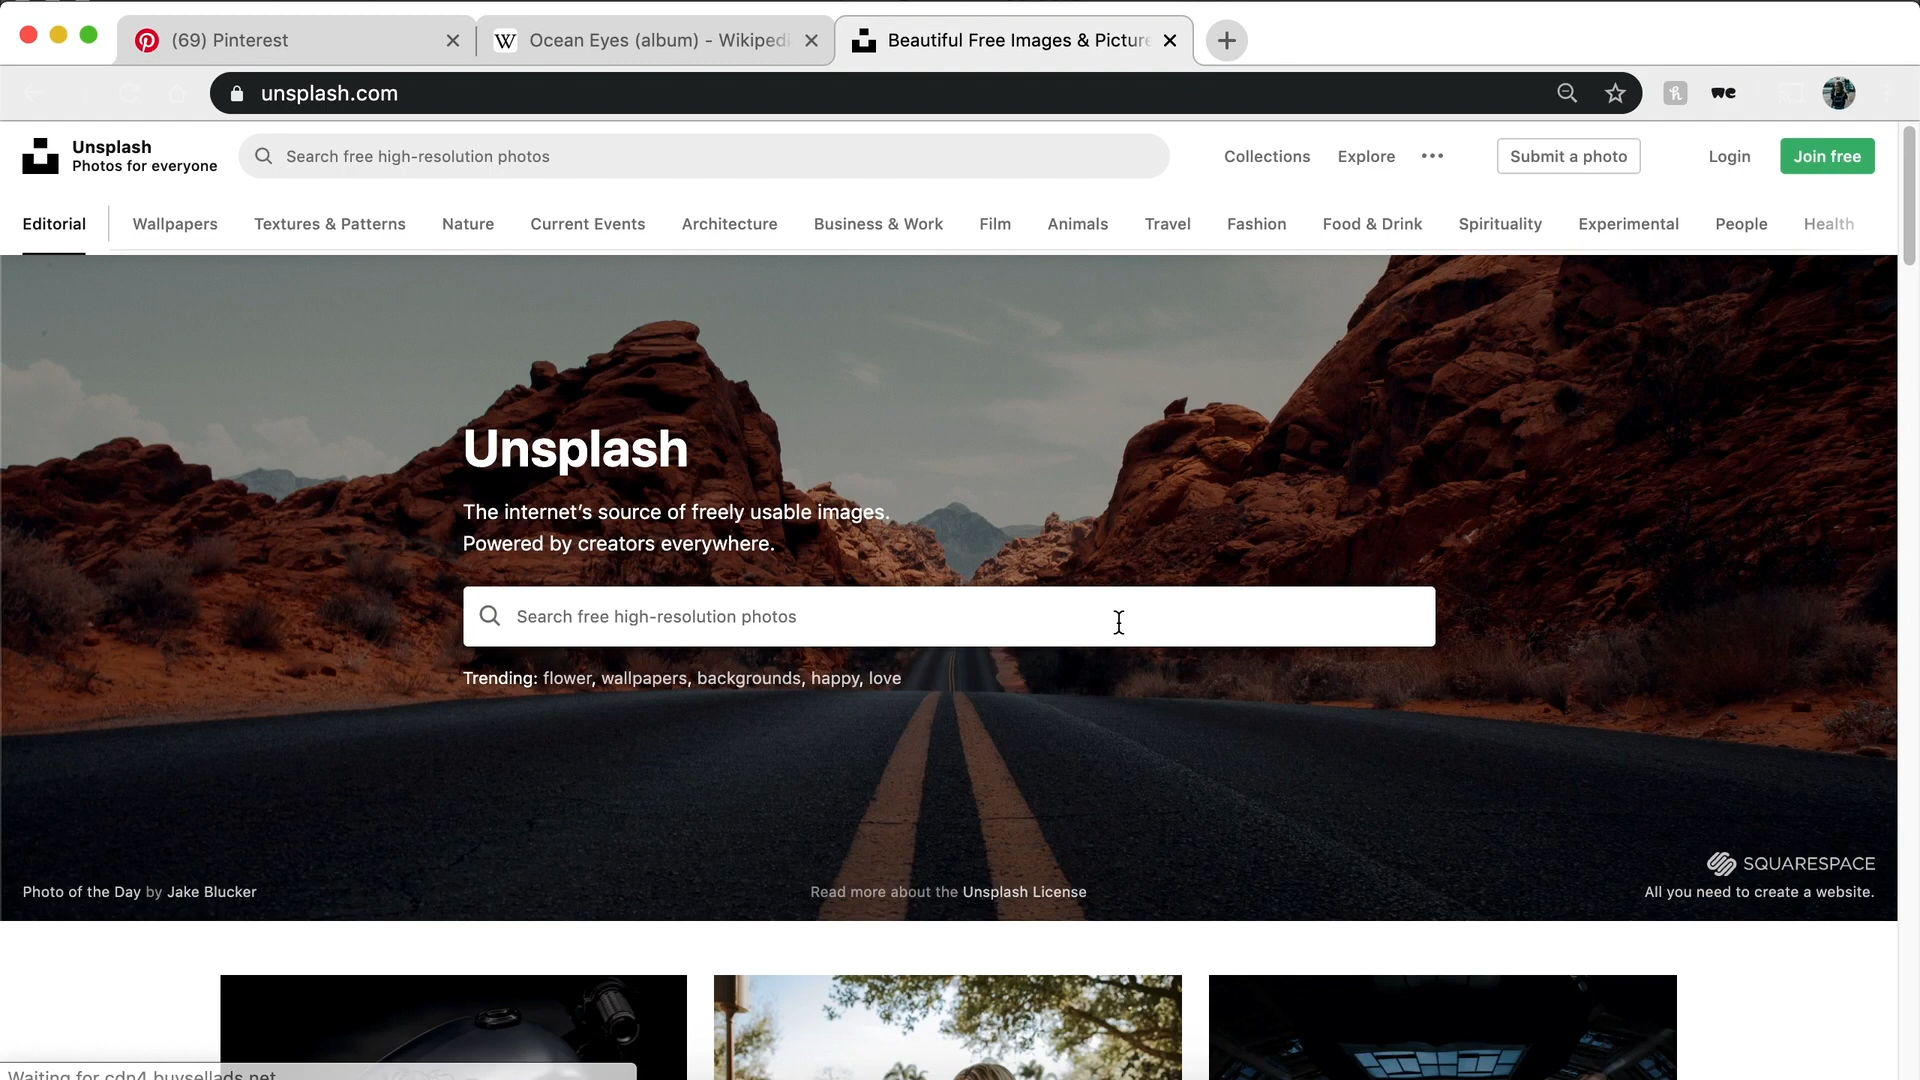 (69) Pinterest
Ocean Eyes (album) - Wikipedi
Beautiful Free Images & Picture
unsplash.com
we
Unsplash
Photos for everyone
Search free high-resolution photos
Collections
Explore
Submit a photo
Login
Join free
Editorial
Wallpapers
Textures & Patterns
Nature
Current Events
Architecture
Business & Work
Film
Animals
Travel
Fashion
Food & Drink
Spirituality
Experimental
People
Health
Unsplash
The internet’s source of freely usable images.
Powered by creators everywhere.
Search free high-resolution photos
Trending: flower, wallpapers, backgrounds, happy, love
SQUARESPACE
Photo of the Day by Jake Blucker
Read more about the Unsplash License
All you need to create a website.
Waiting for cdn4.buysellads.net